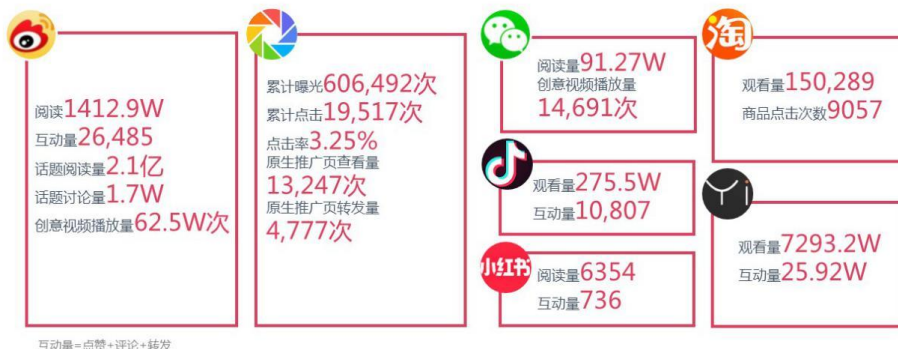 阅读1412.9W
互动量26,485
话题阅读量2.1亿
话题讨论量1.7W
创意视频播放量62.5W次
累计曝光606,492次
累计点击19,517次
点击率3.25%
原生推广页查看量
13,247次
原生推广页转发量
4,777次
阅读量91.27W
创意视频播放量
14,691次
观看量275.5W
互动量10,807
小红书
阅读量6354
互动量736
淘
观看量150,289
商品点击次数9057
Yi
观看量7293.2W
互动量25.92W
互动量=点赞+评论+转发